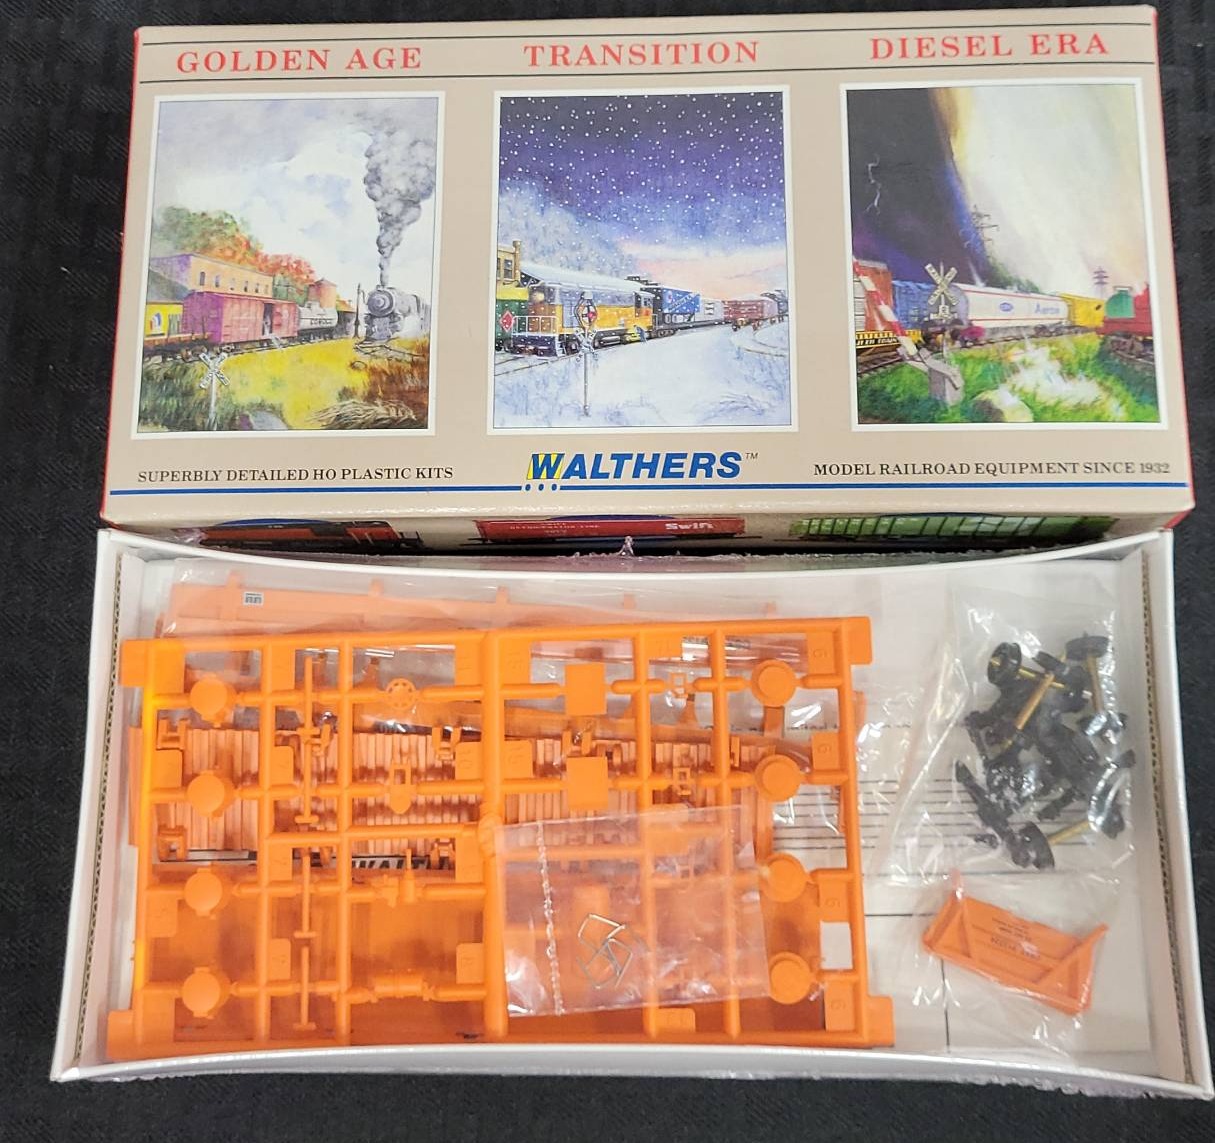 GOLDEN AGE
TRANSITION
DIESEL ERA
SUPERBLY DETAILED HO PLASTIC KITS
WALTHERS™
MODEL RAILROAD EQUIPMENT SINCE 1932
Swift